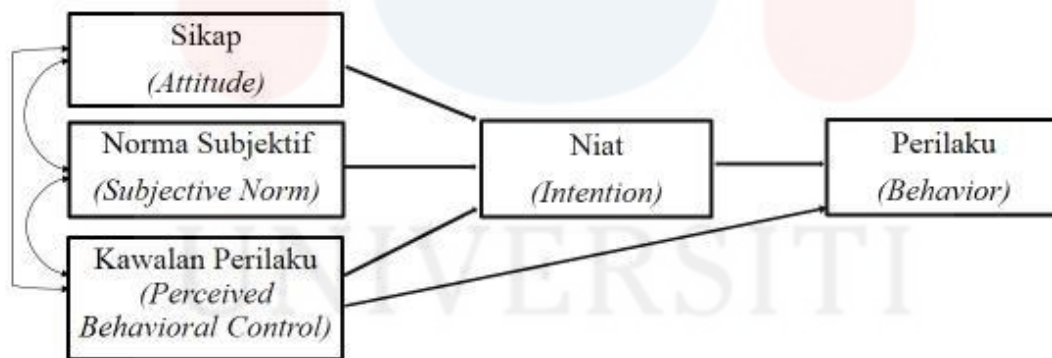 Sikap
(Attitude)
Norma Subjektif
(Subjective Norm)
Kawalan Perilaku
(Perceived
Behavioral Control)
Niat
(Intention)
Perilaku
(Behavior)
UNIVERSITI